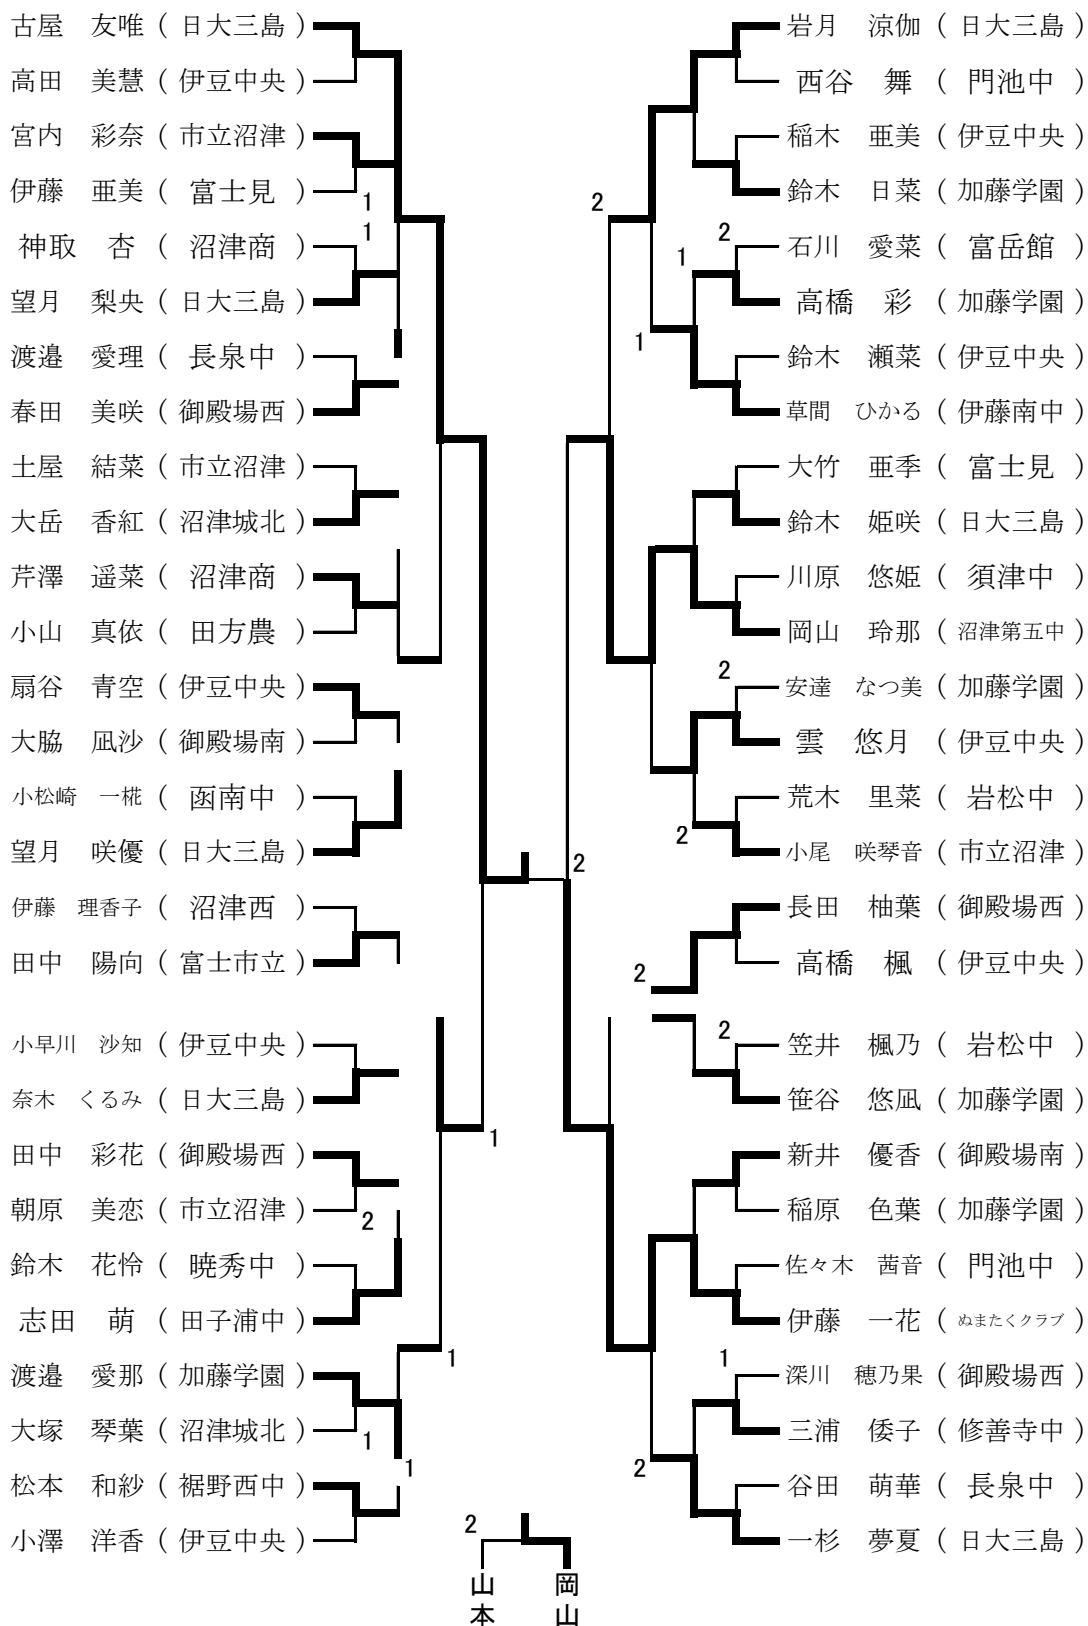 古屋　友唯 ( 日大三島 )
高田　美慧 ( 伊豆中央 )
宮内　彩奈 ( 市立沼津 )
伊藤　亜美 ( 富士見 )
1
1
神取　杏 ( 沼津商 )
望月　梨央 ( 日大三島 )
渡邉　愛理 ( 長泉中 )
春田　美咲 ( 御殿場西 )
土屋　結菜 ( 市立沼津 )
大岳　香紅 ( 沼津城北 )
芹澤　遥菜 ( 沼津商 )
小山　真依 ( 田方農 )
扇谷　青空 ( 伊豆中央 )
大脇　凪沙 ( 御殿場南 )
小松崎　一椛 ( 函南中 )
望月　咲優 ( 日大三島 )
伊藤　理香子 ( 沼津西 )
田中　陽向 ( 富士市立 )
小早川　沙知 ( 伊豆中央 )
奈木　くるみ ( 日大三島 )
1
田中　彩花 ( 御殿場西 )
朝原　美恋 ( 市立沼津 )
2
鈴木　花怜 ( 暁秀中 )
志田　萌 ( 田子浦中 )
1
渡邉　愛那 ( 加藤学園 )
大塚　琴葉 ( 沼津城北 )
1
1
松本　和紗 ( 裾野西中 )
小澤　洋香 ( 伊豆中央 )
岩月　涼伽 ( 日大三島 )
西谷　舞 ( 門池中 )
稲木　亜美 ( 伊豆中央 )
鈴木　日菜 ( 加藤学園 )
2
2
石川　愛菜 ( 富岳館 )
1
高橋　彩 ( 加藤学園 )
1
鈴木　瀬菜 ( 伊豆中央 )
草間　ひかる ( 伊藤南中 )
大竹　亜季 ( 富士見 )
鈴木　姫咲 ( 日大三島 )
川原　悠姫 ( 須津中 )
岡山　玲那 ( 沼津第五中 )
2
安達　なつ美 ( 加藤学園 )
雲　悠月 ( 伊豆中央 )
荒木　里菜 ( 岩松中 )
2
小尾　咲琴音 ( 市立沼津 )
2
長田　柚葉 ( 御殿場西 )
高橋　楓 ( 伊豆中央 )
2
2
笠井　楓乃 ( 岩松中 )
笹谷　悠凪 ( 加藤学園 )
新井　優香 ( 御殿場南 )
稲原　色葉 ( 加藤学園 )
佐々木　茜音 ( 門池中 )
伊藤　一花 ( ぬまたくクラブ )
1
深川　穂乃果 ( 御殿場西 )
三浦　倭子 ( 修善寺中 )
2
谷田　萌華 ( 長泉中 )
一杉　夢夏 ( 日大三島 )
2
山本
岡山